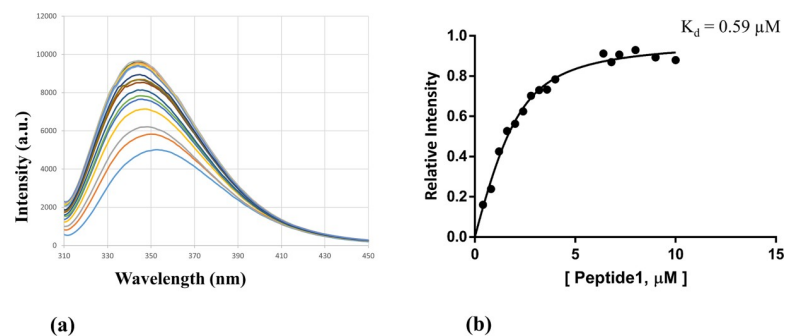 12000
10000
8000
6000
4000
2000
0
310 330 350 370 390 410 430 450
Intensity (a.u.)
Wavelength (nm)
(a)
K_d = 0.59 μM
1.0
0.8
0.6
0.4
0.2
0.0
0 5 10 15
Relative Intensity
[ Peptide1, μM ]
(b)